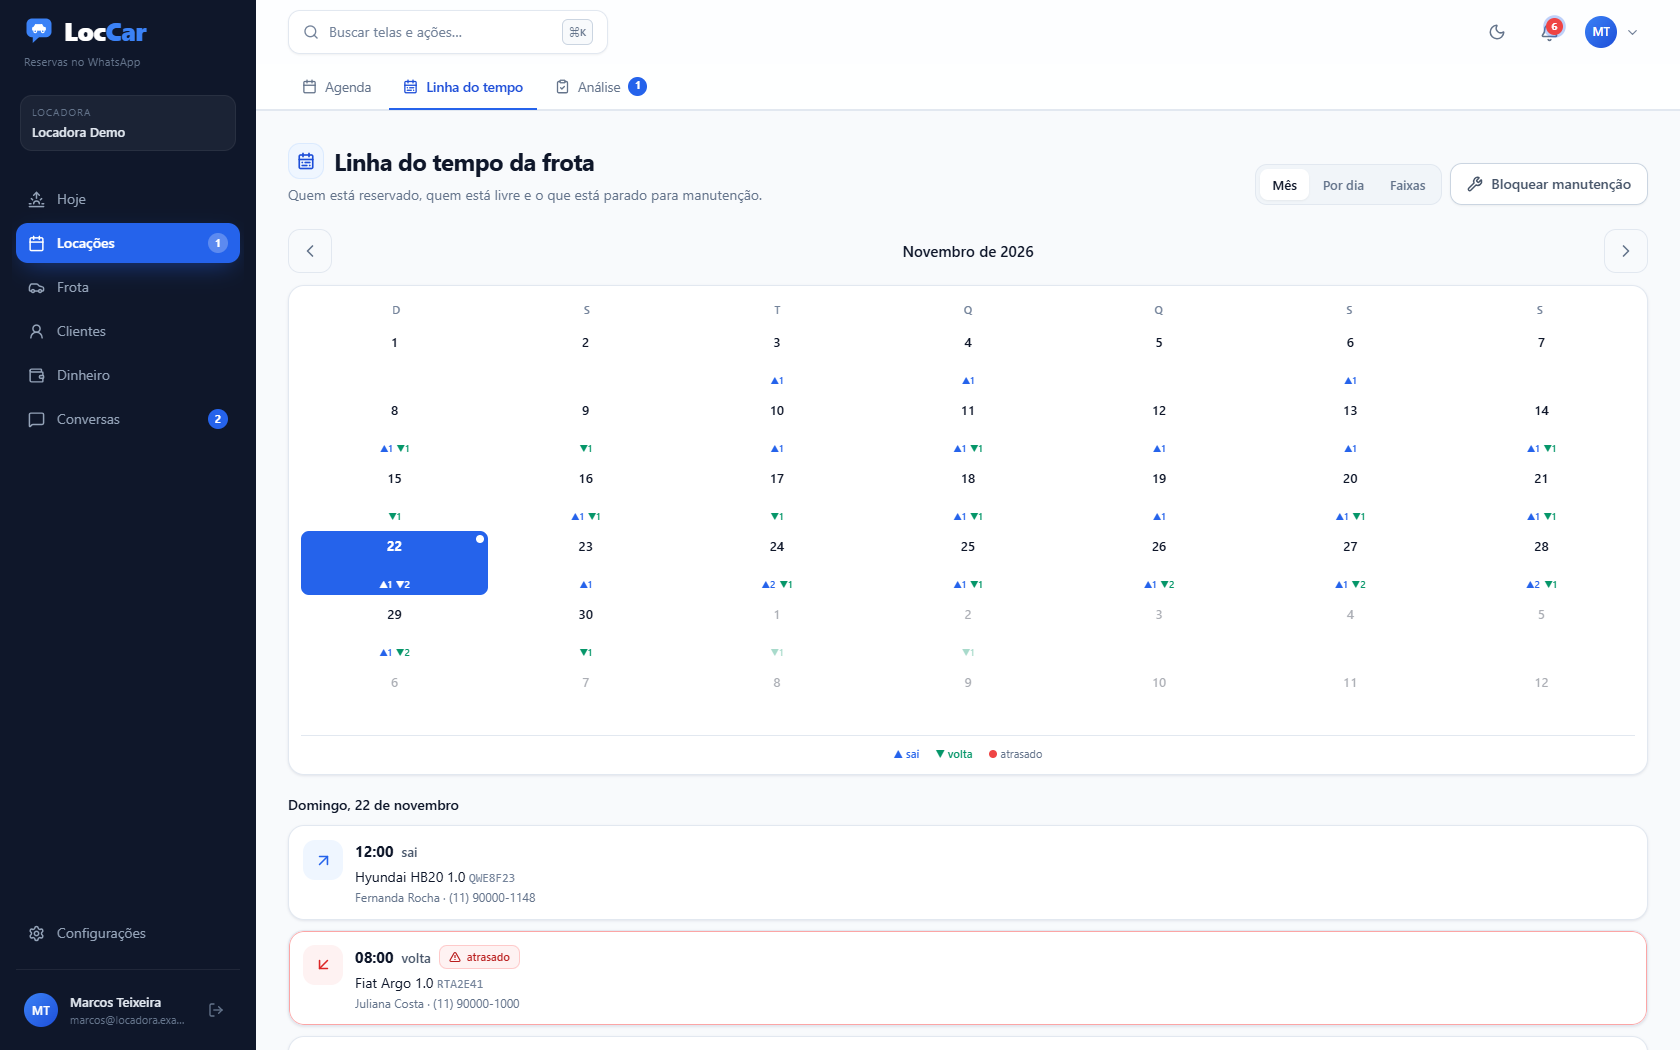 LocCar
Reservas no WhatsApp
LOCADORA
Locadora Demo
Hoje
Locações 1
Frota
Clientes
Dinheiro
Conversas 2
Configurações
MT Marcos Teixeira
marcos@locadora.exa...
Buscar telas e ações... ⌘K
6 MT
Agenda Linha do tempo Análise 1
Linha do tempo da frota
Quem está reservado, quem está livre e o que está parado para manutenção.
Mês Por dia Faixas Bloquear manutenção
Novembro de 2026
D S T Q Q S S
1 2 3 4 5 6 7
▲1 ▲1 ▲1
8 9 10 11 12 13 14
▲1 ▼1 ▼1 ▲1 ▲1 ▼1 ▲1 ▲1 ▲1 ▼1
15 16 17 18 19 20 21
▼1 ▲1 ▼1 ▼1 ▲1 ▼1 ▲1 ▲1 ▼1 ▲1 ▼1
22 23 24 25 26 27 28
▲1 ▼2 ▲1 ▲2 ▼1 ▲1 ▼1 ▲1 ▼2 ▲1 ▼2 ▲2 ▼1
29 30 1 2 3 4 5
▲1 ▼2 ▼1 ▼1 ▼1
6 7 8 9 10 11 12
▲ sai ▼ volta ● atrasado
Domingo, 22 de novembro
12:00 sai
Hyundai HB20 1.0 QWE8F23
Fernanda Rocha · (11) 90000-1148
08:00 volta atrasado
Fiat Argo 1.0 RTA2E41
Juliana Costa · (11) 90000-1000